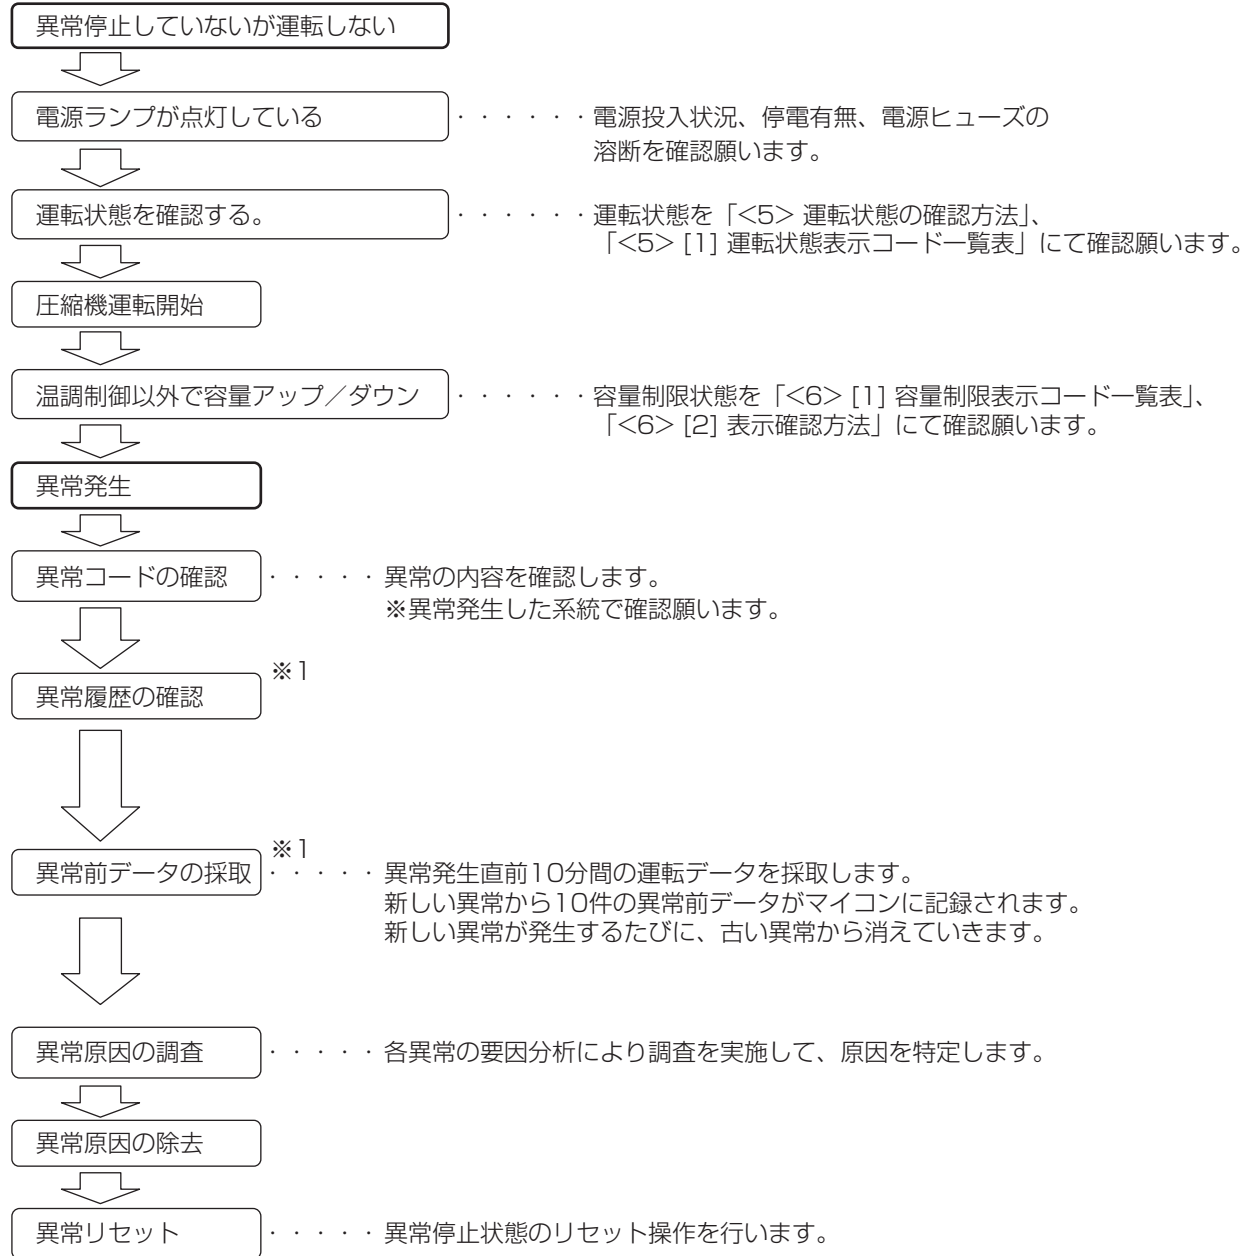 異常停止していないが運転しない
電源ランプが点灯している ・・・・・・電源投入状況、停電有無、電源ヒューズの
溶断を確認願います。
運転状態を確認する。 ・・・・・・運転状態を「<5> 運転状態の確認方法」、
「<5> [1] 運転状態表示コード一覧表」にて確認願います。
圧縮機運転開始
温調制御以外で容量アップ／ダウン ・・・・・・容量制限状態を「<6> [1] 容量制限表示コード一覧表」、
「<6> [2] 表示確認方法」にて確認願います。
異常発生
異常コードの確認 ・・・・・異常の内容を確認します。
※異常発生した系統で確認願います。
※1
異常履歴の確認
※1
異常前データの採取 ・・・・・異常発生直前10分間の運転データを採取します。
新しい異常から10件の異常前データがマイコンに記録されます。
新しい異常が発生するたびに、古い異常から消えていきます。
異常原因の調査 ・・・・・各異常の要因分析により調査を実施して、原因を特定します。
異常原因の除去
異常リセット ・・・・・異常停止状態のリセット操作を行います。